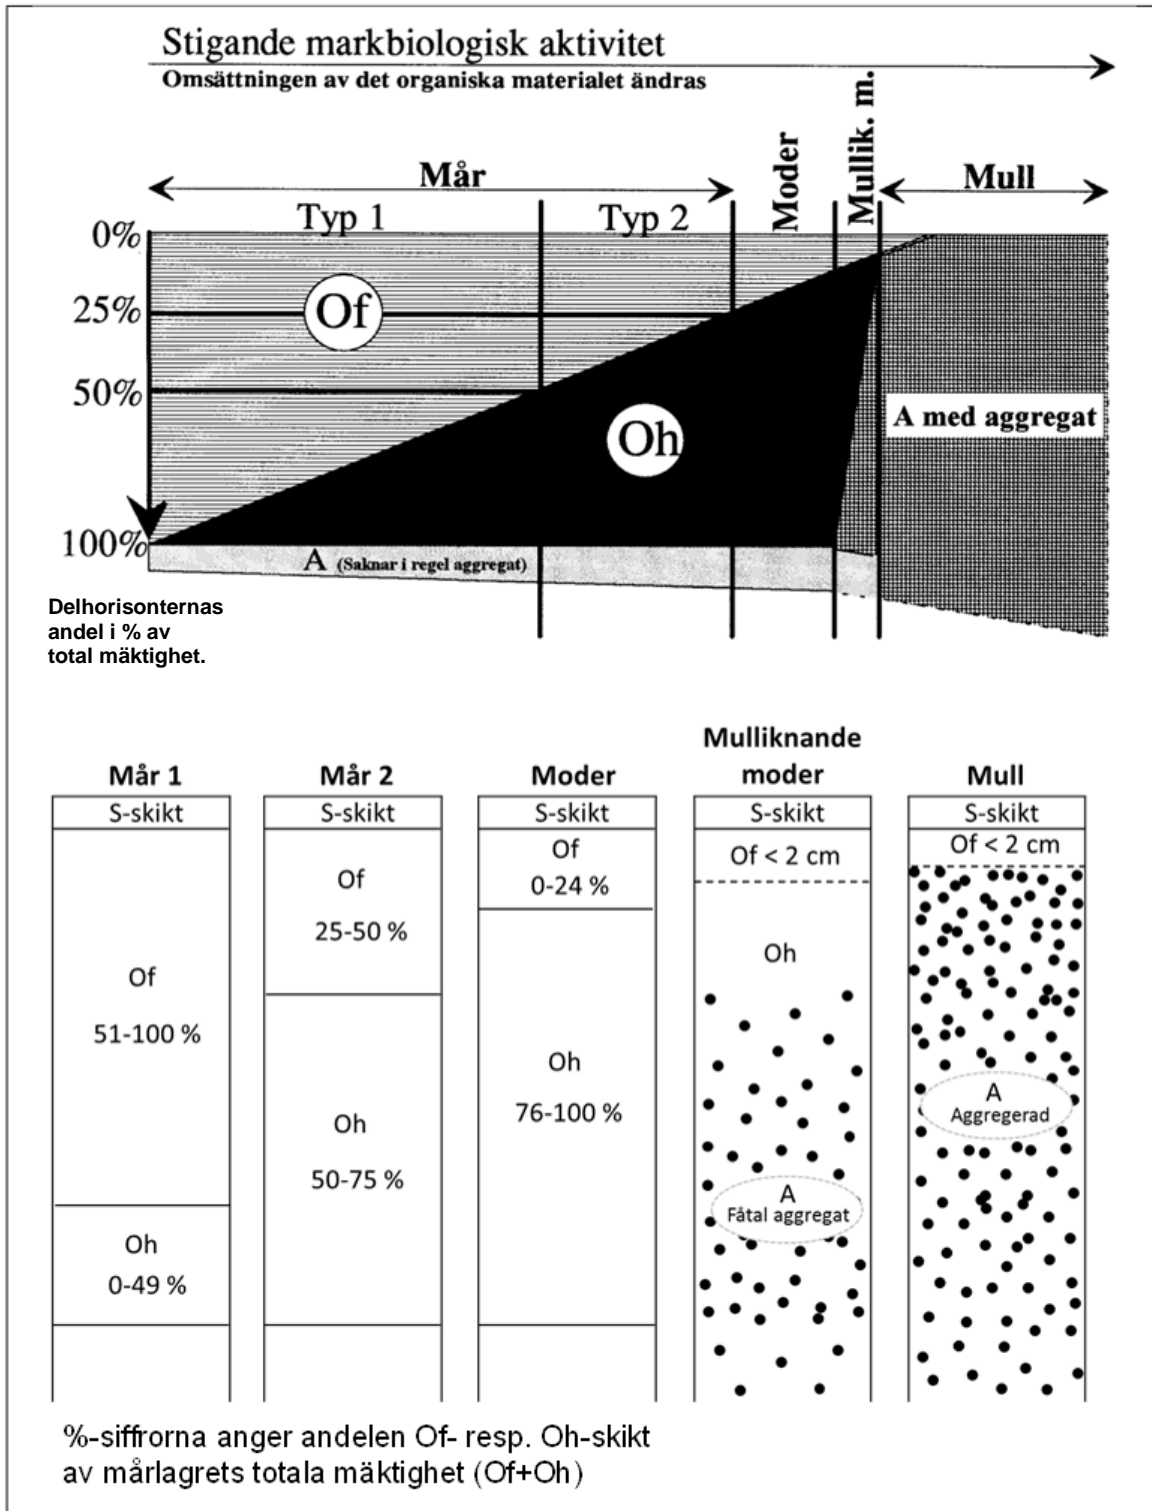 Stigande markbiologisk aktivitet
Omsättningen av det organiska materialet ändras
Mår
Moder
Mullik. m.
Mull
Typ 1
Typ 2
0%
25%
50%
100%
Of
Oh
A med aggregat
A (Saknar i regel aggregat)
Delhorisonternas
andel i % av
total mäktighet.
Mår 1
S-skikt
Of
51-100 %
Oh
0-49 %
Mår 2
S-skikt
Of
25-50 %
Oh
50-75 %
Moder
S-skikt
Of
0-24 %
Oh
76-100 %
Mulliknande
moder
S-skikt
Of < 2 cm
Oh
A
Fåtal aggregat
Mull
S-skikt
Of < 2 cm
A
Aggregerad
%-siffrorna anger andelen Of- resp. Oh-skikt
av mårlagrets totala mäktighet (Of+Oh)